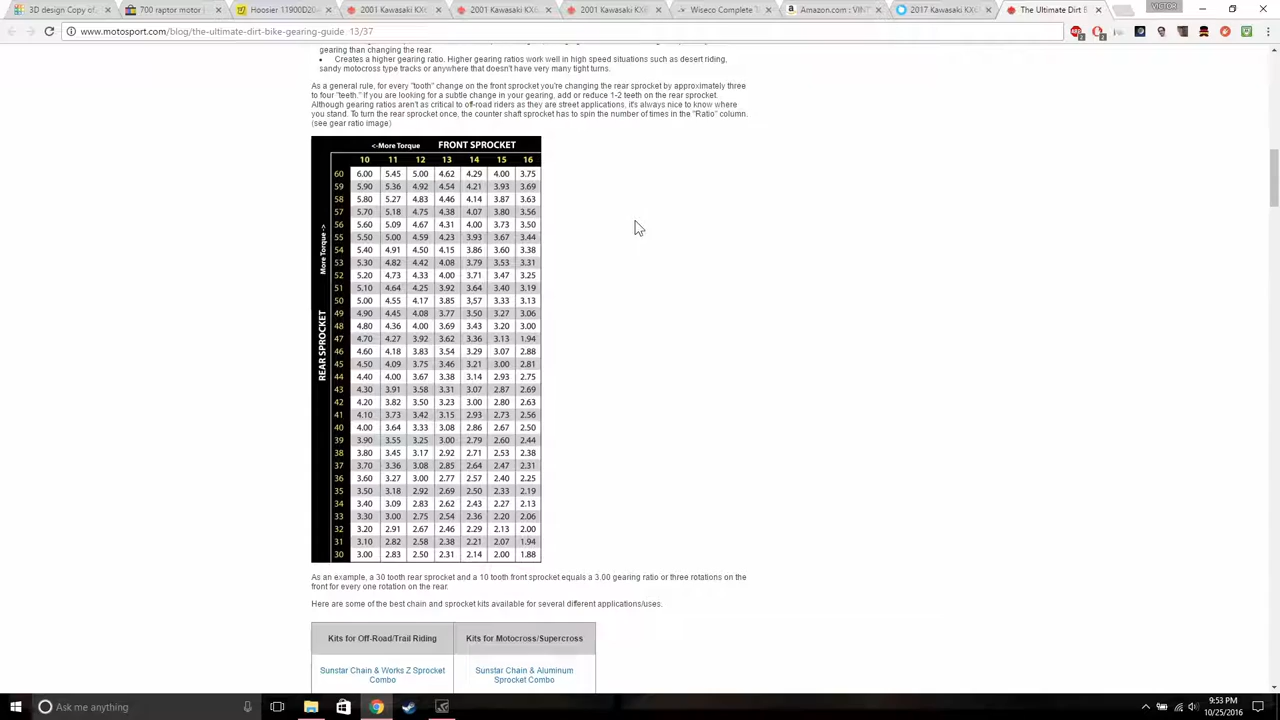 3D design Copy of
700 raptor motor
Hoosier 11900D20
2001 Kawasaki KX
2001 Kawasaki KX
2001 Kawasaki KX
Wiseco Complete
Amazon.com : VINT
2017 Kawasaki KX
The Ultimate Dirt B
VICTOR
www.motosport.com/blog/the-ultimate-dirt-bike-gearing-guide 13/37
gearing than changing the rear.
• Creates a higher gearing ratio. Higher gearing ratios work well in high speed situations such as desert riding,
sandy motocross type tracks or anywhere that doesn't have very many tight turns.
As a general rule, for every "tooth" change on the front sprocket you're changing the rear sprocket by approximately three
to four "teeth." If you are looking for a subtle change in your gearing, add or reduce 1-2 teeth on the rear sprocket.
Although gearing ratios aren't as critical to off-road riders as they are street applications, it's always nice to know where
you stand. To turn the rear sprocket once, the counter shaft sprocket has to spin the number of times in the "Ratio" column.
(see gear ratio image)
<-More Torque FRONT SPROCKET
10 11 12 13 14 15 16
60 6.00 5.45 5.00 4.62 4.29 4.00 3.75
59 5.90 5.36 4.92 4.54 4.21 3.93 3.69
58 5.80 5.27 4.83 4.46 4.14 3.87 3.63
57 5.70 5.18 4.75 4.38 4.07 3.80 3.56
56 5.60 5.09 4.67 4.31 4.00 3.73 3.50
55 5.50 5.00 4.59 4.23 3.93 3.67 3.44
54 5.40 4.91 4.50 4.15 3.86 3.60 3.38
53 5.30 4.82 4.42 4.08 3.79 3.53 3.31
52 5.20 4.73 4.33 4.00 3.71 3.47 3.25
51 5.10 4.64 4.25 3.92 3.64 3.40 3.19
50 5.00 4.55 4.17 3.85 3,57 3.33 3.13
49 4.90 4.45 4.08 3.77 3.50 3.27 3.06
48 4.80 4.36 4.00 3.69 3.43 3.20 3.00
47 4.70 4.27 3.92 3.62 3.36 3.13 1.94
46 4.60 4.18 3.83 3.54 3.29 3.07 2.88
45 4.50 4.09 3.75 3.46 3.21 3.00 2.81
44 4.40 4.00 3.67 3.38 3.14 2.93 2.75
43 4.30 3.91 3.58 3.31 3.07 2.87 2.69
42 4.20 3.82 3.50 3.23 3.00 2.80 2.63
41 4.10 3.73 3.42 3.15 2.93 2.73 2.56
40 4.00 3.64 3.33 3.08 2.86 2.67 2.50
39 3.90 3.55 3.25 3.00 2.79 2.60 2.44
38 3.80 3.45 3.17 2.92 2.71 2.53 2.38
37 3.70 3.36 3.08 2.85 2.64 2.47 2.31
36 3.60 3.27 3.00 2.77 2.57 2.40 2.25
35 3.50 3.18 2.92 2.69 2.50 2.33 2.19
34 3.40 3.09 2.83 2.62 2.43 2.27 2.13
33 3.30 3.00 2.75 2.54 2.36 2.20 2.06
32 3.20 2.91 2.67 2.46 2.29 2.13 2.00
31 3.10 2.82 2.58 2.38 2.21 2.07 1.94
30 3.00 2.83 2.50 2.31 2.14 2.00 1.88
REAR SPROCKET More Torque ->
As an example, a 30 tooth rear sprocket and a 10 tooth front sprocket equals a 3.00 gearing ratio or three rotations on the
front for every one rotation on the rear.
Here are some of the best chain and sprocket kits available for several different applications/uses.
Kits for Off-Road/Trail Riding
Kits for Motocross/Supercross
Sunstar Chain & Works Z Sprocket
Combo
Sunstar Chain & Aluminum
Sprocket Combo
Ask me anything
9:53 PM
10/25/2016